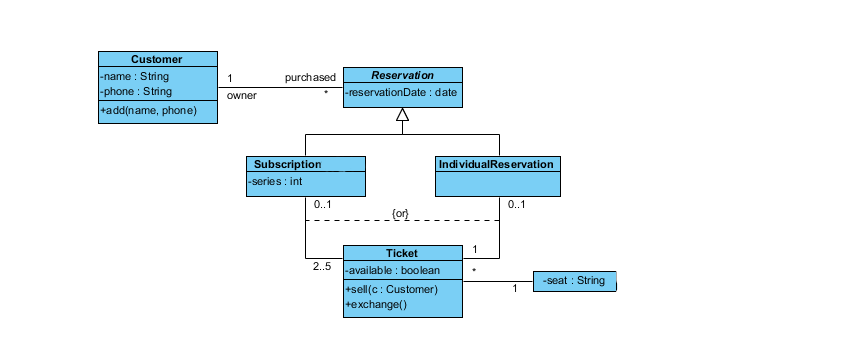 Customer
-name : String
-phone : String
+add(name, phone)
1
owner
purchased
*
Reservation
-reservationDate : date
Subscription
-series : int
IndividualReservation
0..1
0..1
{or}
2..5
1
Ticket
-available : boolean
+sell(c : Customer)
+exchange()
*
1
-seat : String